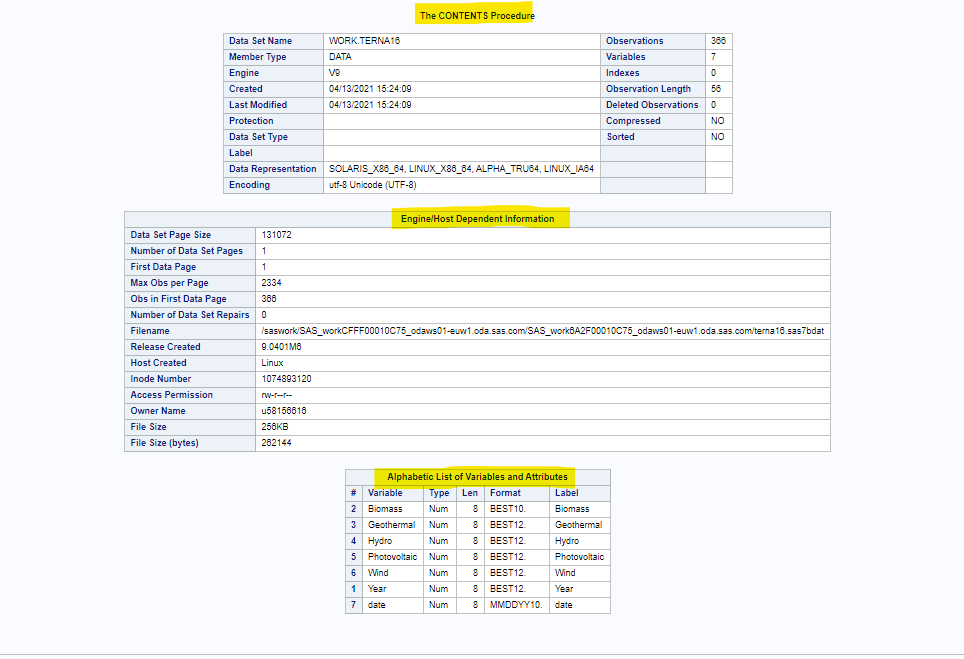 The CONTENTS Procedure
Data Set Name WORK.TERNA16 Observations 366
Member Type DATA Variables 7
Engine V9 Indexes 0
Created 04/13/2021 15:24:09 Observation Length 56
Last Modified 04/13/2021 15:24:09 Deleted Observations 0
Protection Compressed NO
Data Set Type Sorted NO
Label
Data Representation SOLARIS_X86_64, LINUX_X86_64, ALPHA_TRU64, LINUX_IA64
Encoding utf-8 Unicode (UTF-8)
Engine/Host Dependent Information
Data Set Page Size 131072
Number of Data Set Pages 1
First Data Page 1
Max Obs per Page 2334
Obs in First Data Page 366
Number of Data Set Repairs 0
Filename /saswork/SAS_workCFFF00010C75_odaws01-euw1.oda.sas.com/SAS_work6A2F00010C75_odaws01-euw1.oda.sas.com/terna16.sas7bdat
Release Created 9.0401M6
Host Created Linux
Inode Number 1074893120
Access Permission rw-r--r--
Owner Name u58156616
File Size 256KB
File Size (bytes) 262144
Alphabetic List of Variables and Attributes
# Variable Type Len Format Label
2 Biomass Num 8 BEST10. Biomass
3 Geothermal Num 8 BEST12. Geothermal
4 Hydro Num 8 BEST12. Hydro
5 Photovoltaic Num 8 BEST12. Photovoltaic
6 Wind Num 8 BEST12. Wind
1 Year Num 8 BEST12. Year
7 date Num 8 MMDDYY10. date